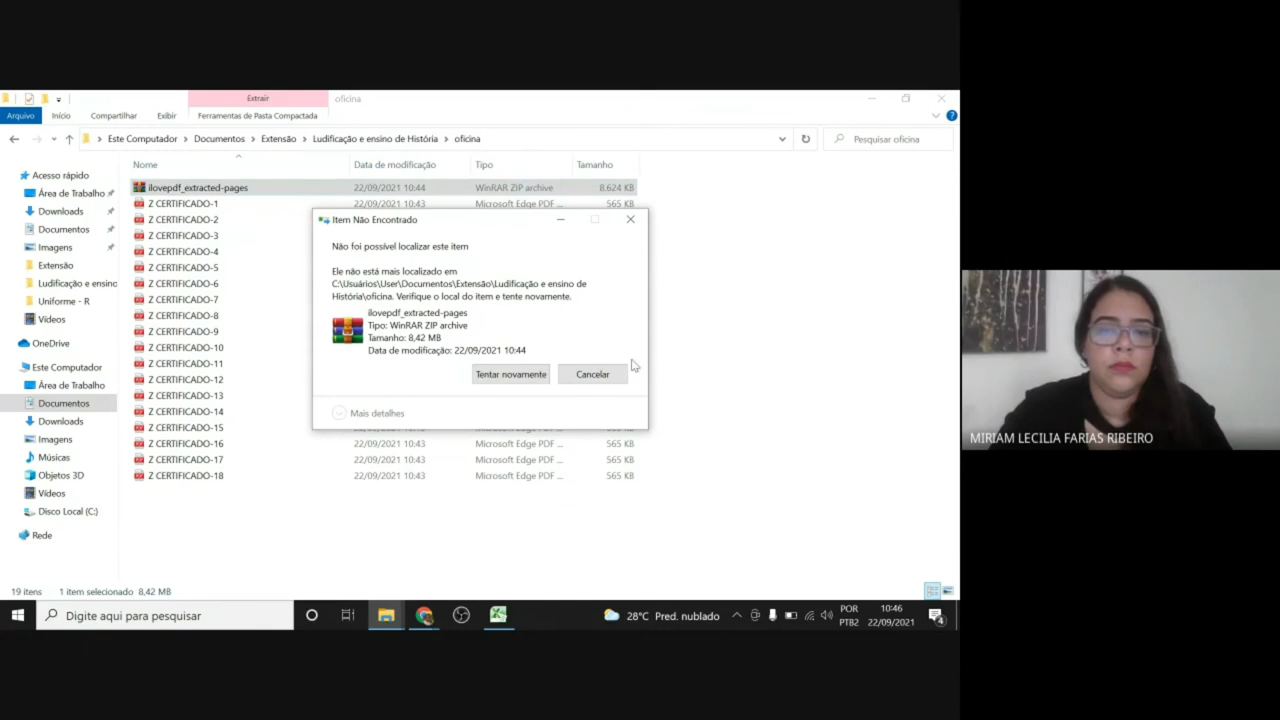 Extrair
oficina
Arquivo
Início
Compartilhar
Exibir
Ferramentas de Pasta Compactada
Este Computador > Documentos > Extensão > Ludificação e ensino de História > oficina
Pesquisar oficina
Nome
Data de modificação
Tipo
Tamanho
Acesso rápido
Área de Trabalho
Downloads
Documentos
Imagens
Extensão
Ludificação e ensino
Uniforme - R
Vídeos
OneDrive
Este Computador
Área de Trabalho
Documentos
Downloads
Imagens
Músicas
Objetos 3D
Vídeos
Disco Local (C:)
Rede
ilovepdf_extracted-pages 22/09/2021 10:44 WinRAR ZIP archive 8.624 KB
Z CERTIFICADO-1 22/09/2021 10:43 Microsoft Edge PDF ... 565 KB
Z CERTIFICADO-2
Z CERTIFICADO-3
Z CERTIFICADO-4
Z CERTIFICADO-5
Z CERTIFICADO-6
Z CERTIFICADO-7
Z CERTIFICADO-8
Z CERTIFICADO-9
Z CERTIFICADO-10
Z CERTIFICADO-11
Z CERTIFICADO-12
Z CERTIFICADO-13
Z CERTIFICADO-14
Z CERTIFICADO-15
Z CERTIFICADO-16 22/09/2021 10:43 Microsoft Edge PDF ... 565 KB
Z CERTIFICADO-17 22/09/2021 10:43 Microsoft Edge PDF ... 565 KB
Z CERTIFICADO-18 22/09/2021 10:43 Microsoft Edge PDF ... 565 KB
Item Não Encontrado
Não foi possível localizar este item
Ele não está mais localizado em
C:\Usuários\User\Documentos\Extensão\Ludificação e ensino de
História\oficina. Verifique o local do item e tente novamente.
ilovepdf_extracted-pages
Tipo: WinRAR ZIP archive
Tamanho: 8,42 MB
Data de modificação: 22/09/2021 10:44
Tentar novamente
Cancelar
Mais detalhes
19 itens
1 item selecionado 8,42 MB
Digite aqui para pesquisar
28°C Pred. nublado
POR
PTB2
10:46
22/09/2021
4
MIRIAM LECILIA FARIAS RIBEIRO